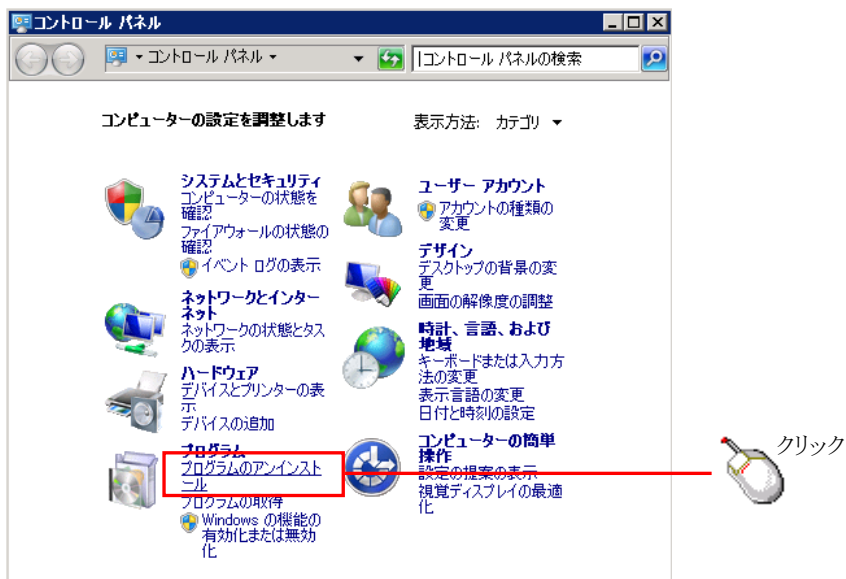 コントロール パネル
コントロール パネル
コントロール パネルの検索
コンピューターの設定を調整します
表示方法: カテゴリ
システムとセキュリティ
コンピューターの状態を
確認
ファイアウォールの状態の
確認
イベント ログの表示
ネットワークとインター
ネット
ネットワークの状態とタス
クの表示
ハードウェア
デバイスとプリンターの表
示
デバイスの追加
プログラム
プログラムのアンインスト
ール
プログラムの取得
Windows の機能の
有効化または無効
化
ユーザー アカウント
アカウントの種類の
変更
デザイン
デスクトップの背景の変
更
画面の解像度の調整
時計、言語、および
地域
キーボードまたは入力方
法の変更
表示言語の変更
日付と時刻の設定
コンピューターの簡単
操作
設定の提案の表示
視覚ディスプレイの最適
化
クリック